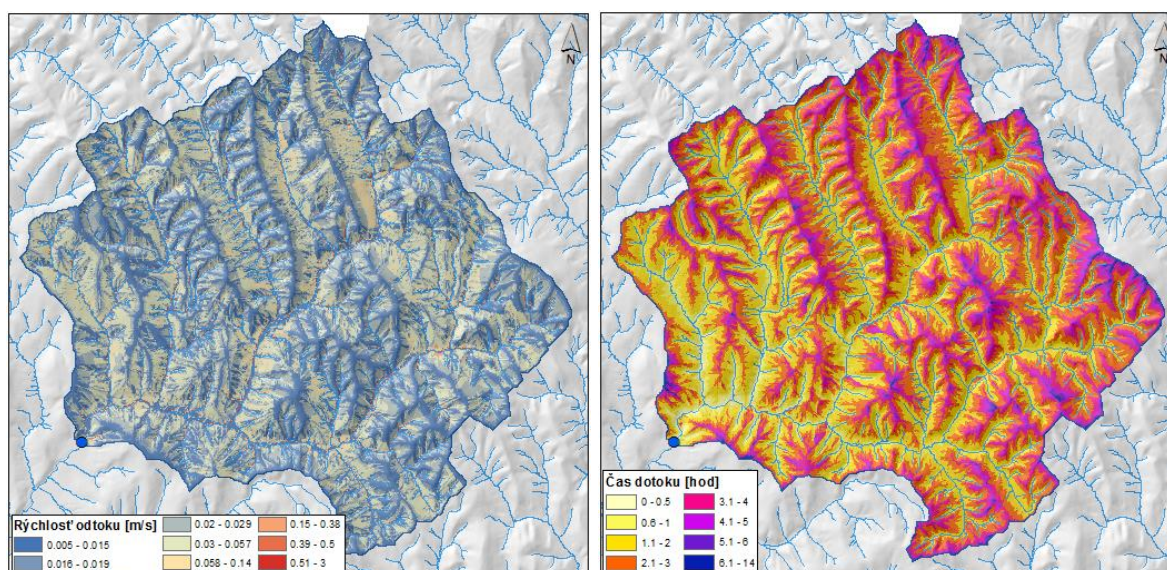 N
Rýchlosť odtoku [m/s]
0.005 - 0.015
0.016 - 0.019
0.02 - 0.029
0.03 - 0.057
0.058 - 0.14
0.15 - 0.38
0.39 - 0.5
0.51 - 3
N
Čas dotoku [hod]
0 - 0.5
0.6 - 1
1.1 - 2
2.1 - 3
3.1 - 4
4.1 - 5
5.1 - 6
6.1 - 14